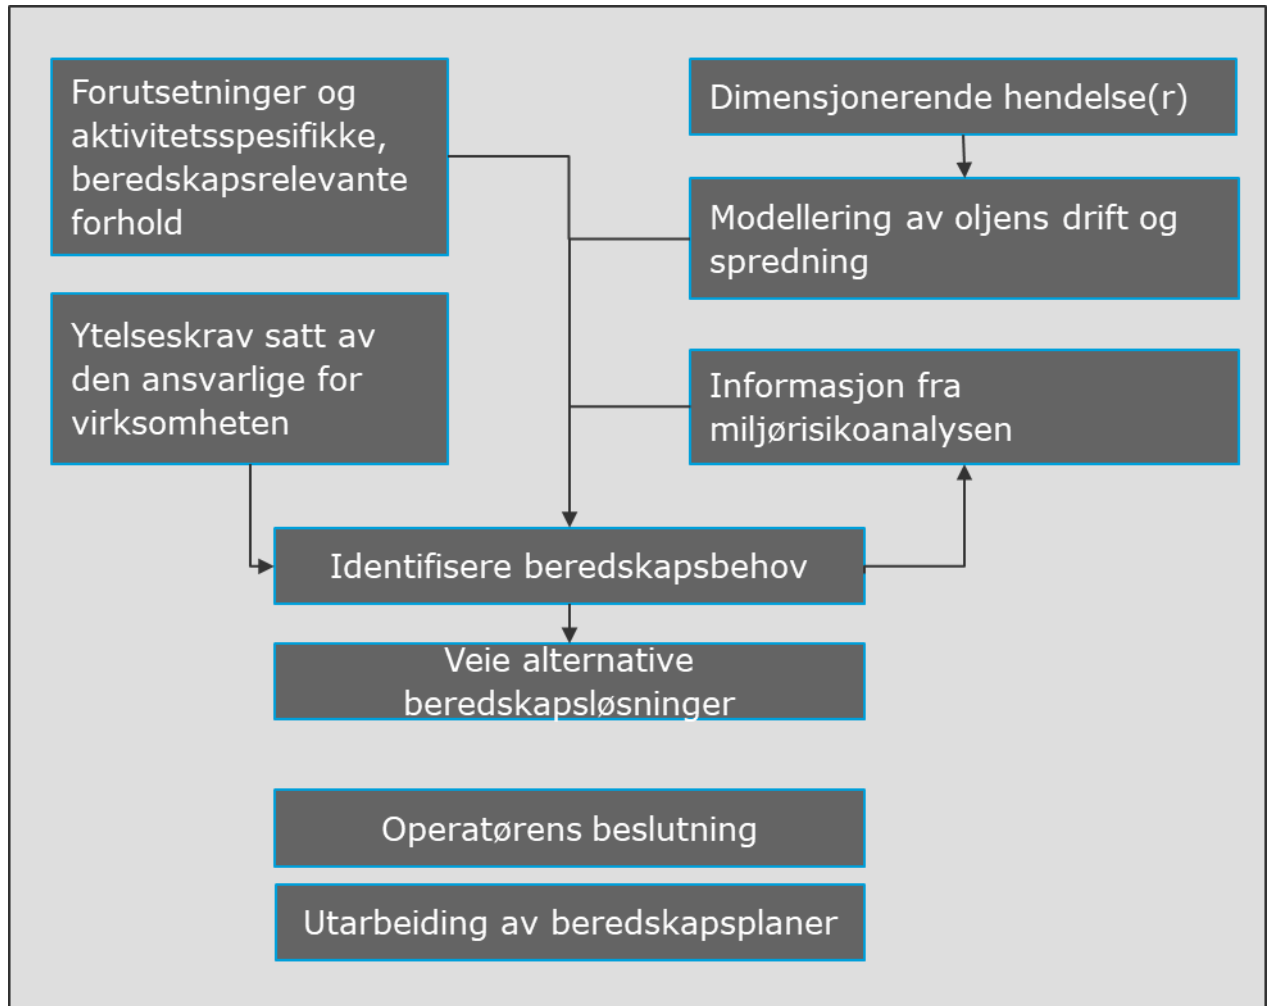 Forutsetninger og
aktivitetsspesifikke,
beredskapsrelevante
forhold
Dimensjonerende hendelse(r)
Modellering av oljens drift og
spredning
Ytelseskrav satt av
den ansvarlige for
virksomheten
Informasjon fra
miljørisikoanalysen
Identifisere beredskapsbehov
Veie alternative
beredskapsløsninger
Operatørens beslutning
Utarbeiding av beredskapsplaner